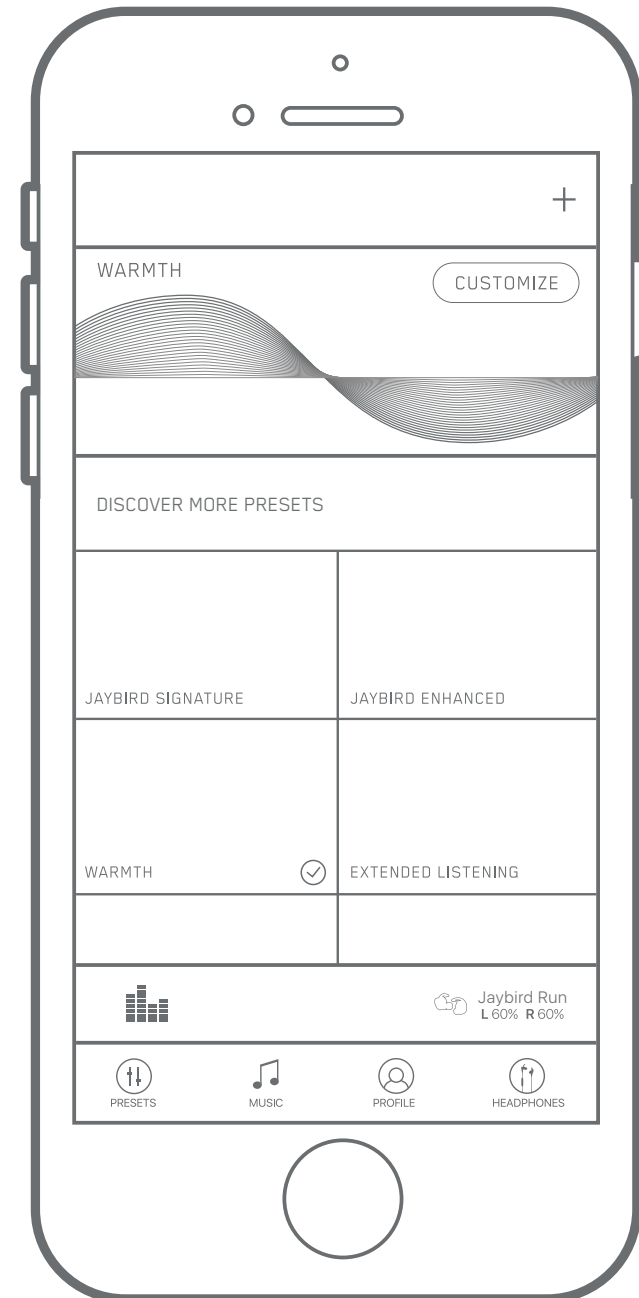 WARMTH
CUSTOMIZE
DISCOVER MORE PRESETS
JAYBIRD SIGNATURE
JAYBIRD ENHANCED
WARMTH
EXTENDED LISTENING
Jaybird Run
L 60% R 60%
PRESETS
MUSIC
PROFILE
HEADPHONES